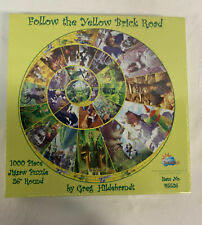 Follow the Yellow Brick Road
1000 Piece
Jigsaw Puzzle
26" Round
by Greg Hildebrandt
Item No.